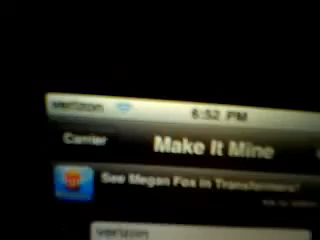 verizon 6:52 PM
Carrier Make It Mine
See Megan Fox in Transformers!
verizon